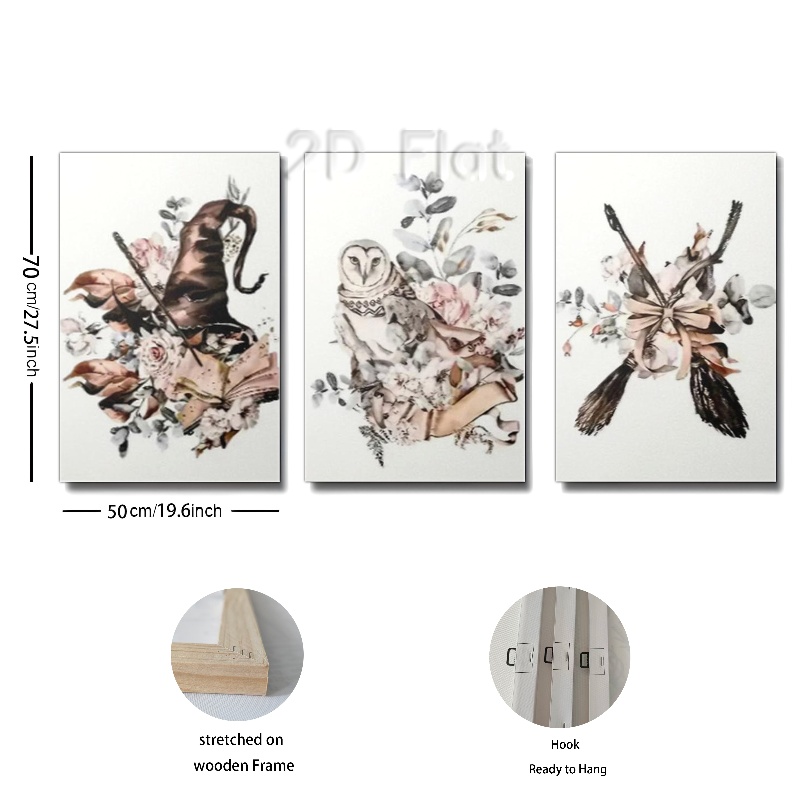 2D Flat
70 cm/27.5inch
50cm/19.6inch
stretched on
wooden Frame
Hook
Ready to Hang